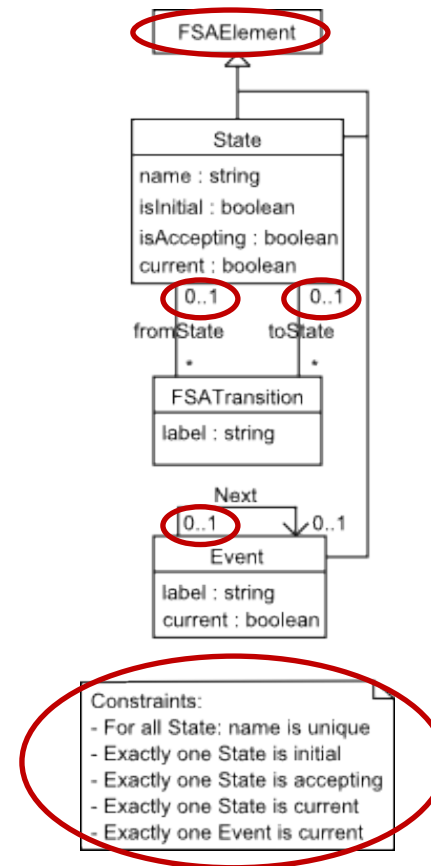 FSAElement
State
name : string
isInitial : boolean
isAccepting : boolean
current : boolean
0..1 0..1
fromState toState
* *
FSATransition
label : string
Next
0..1 0..1
Event
label : string
current : boolean
Constraints:
- For all State: name is unique
- Exactly one State is initial
- Exactly one State is accepting
- Exactly one State is current
- Exactly one Event is current